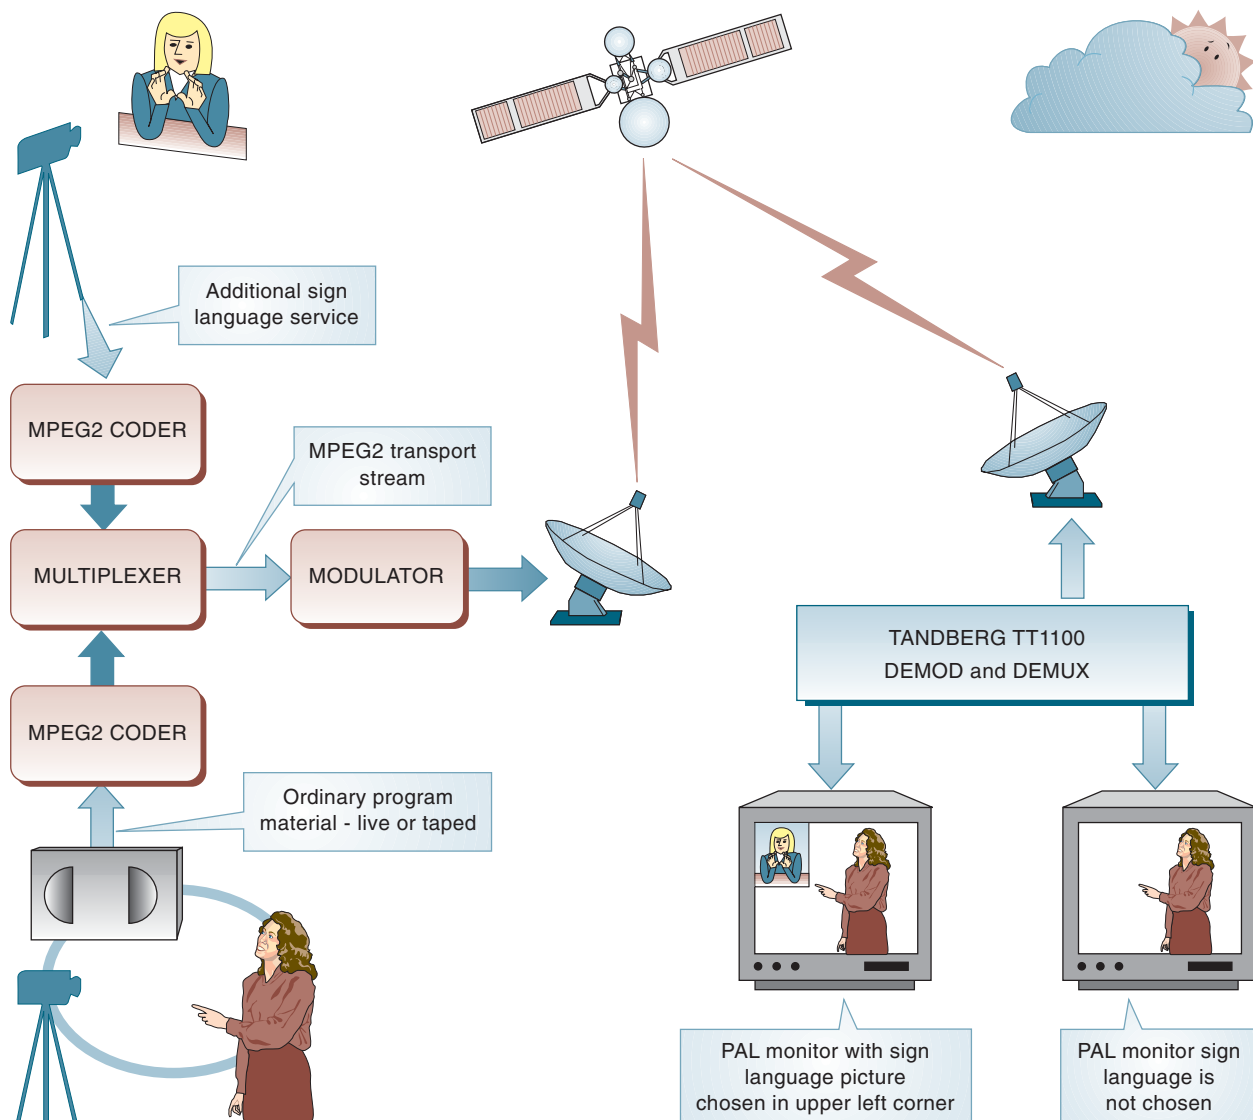 Additional sign
language service
MPEG2 CODER
MPEG2 transport
stream
MULTIPLEXER
MODULATOR
TANDBERG TT1100
DEMOD and DEMUX
MPEG2 CODER
Ordinary program
material - live or taped
PAL monitor with sign
language picture
chosen in upper left corner
PAL monitor sign
language is
not chosen